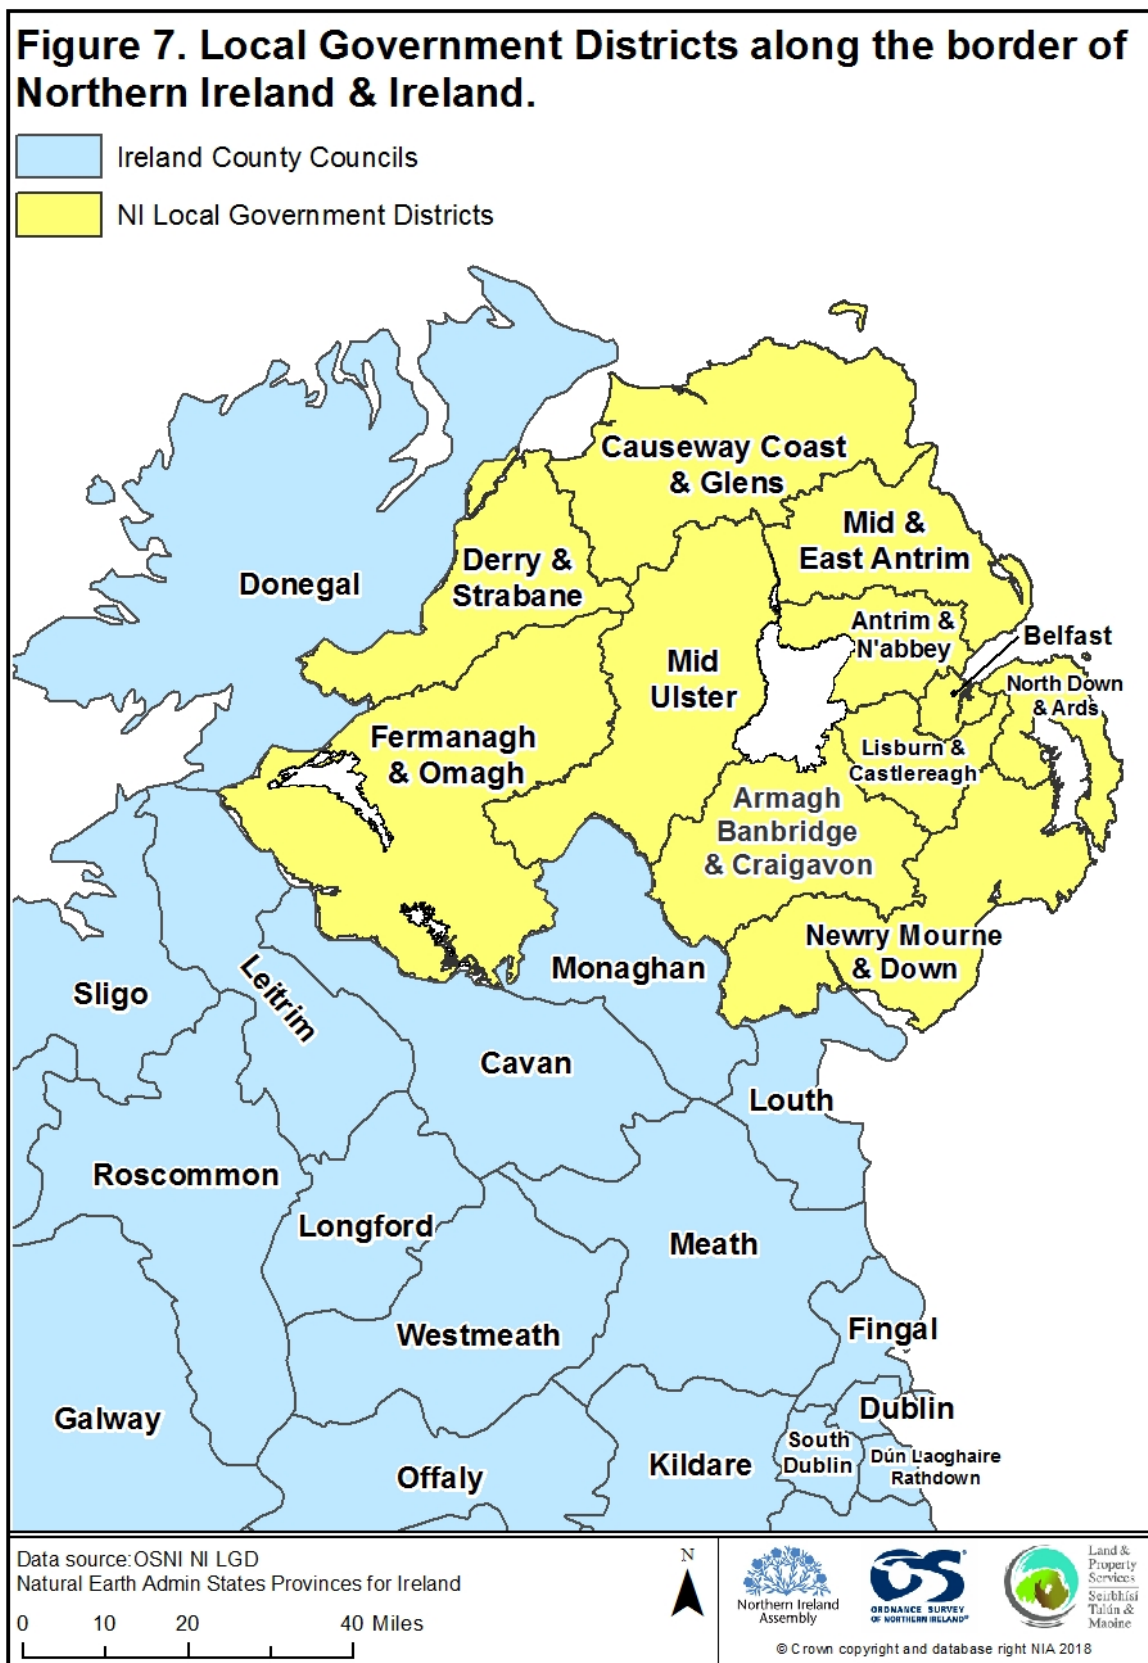 Figure 7. Local Government Districts along the border of
Northern Ireland & Ireland.
Ireland County Councils
NI Local Government Districts
Causeway Coast
& Glens
Mid &
East Antrim
Derry &
Strabane
Donegal
Antrim &
N'abbey
Belfast
Mid
Ulster
North Down
& Ards
Fermanagh
& Omagh
Lisburn &
Castlereagh
Armagh
Banbridge
& Craigavon
Newry Mourne
& Down
Monaghan
Sligo
Leitrim
Cavan
Louth
Roscommon
Longford
Meath
Westmeath
Fingal
Galway
Dublin
South
Dublin
Dún Laoghaire
Rathdown
Kildare
Offaly
Data source:OSNI NI LGD
Natural Earth Admin States Provinces for Ireland
0 10 20 40 Miles
N
Northern Ireland
Assembly
OS
ORDNANCE SURVEY
OF NORTHERN IRELAND®
Land &
Property
Services
Seirbhísí
Talún &
Maoine
© Crown copyright and database right NIA 2018